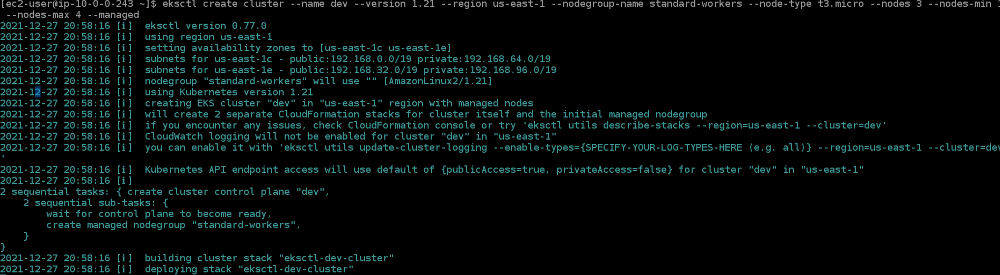 [ec2-user@ip-10-0-0-243 ~]$ eksctl create cluster --name dev --version 1.21 --region us-east-1 --nodegroup-name standard-workers --node-type t3.micro --nodes 3 --nodes-min 1
 --nodes-max 4 --managed
2021-12-27 20:58:16 [ℹ]  eksctl version 0.77.0
2021-12-27 20:58:16 [ℹ]  using region us-east-1
2021-12-27 20:58:16 [ℹ]  setting availability zones to [us-east-1c us-east-1e]
2021-12-27 20:58:16 [ℹ]  subnets for us-east-1c - public:192.168.0.0/19 private:192.168.64.0/19
2021-12-27 20:58:16 [ℹ]  subnets for us-east-1e - public:192.168.32.0/19 private:192.168.96.0/19
2021-12-27 20:58:16 [ℹ]  nodegroup "standard-workers" will use "" [AmazonLinux2/1.21]
2021-12-27 20:58:16 [ℹ]  using Kubernetes version 1.21
2021-12-27 20:58:16 [ℹ]  creating EKS cluster "dev" in "us-east-1" region with managed nodes
2021-12-27 20:58:16 [ℹ]  will create 2 separate CloudFormation stacks for cluster itself and the initial managed nodegroup
2021-12-27 20:58:16 [ℹ]  if you encounter any issues, check CloudFormation console or try 'eksctl utils describe-stacks --region=us-east-1 --cluster=dev'
2021-12-27 20:58:16 [ℹ]  CloudWatch logging will not be enabled for cluster "dev" in "us-east-1"
2021-12-27 20:58:16 [ℹ]  you can enable it with 'eksctl utils update-cluster-logging --enable-types={SPECIFY-YOUR-LOG-TYPES-HERE (e.g. all)} --region=us-east-1 --cluster=dev
'
2021-12-27 20:58:16 [ℹ]  Kubernetes API endpoint access will use default of {publicAccess=true, privateAccess=false} for cluster "dev" in "us-east-1"
2021-12-27 20:58:16 [ℹ]
2 sequential tasks: { create cluster control plane "dev",
    2 sequential sub-tasks: {
        wait for control plane to become ready,
        create managed nodegroup "standard-workers",
    }
}
2021-12-27 20:58:16 [ℹ]  building cluster stack "eksctl-dev-cluster"
2021-12-27 20:58:16 [ℹ]  deploying stack "eksctl-dev-cluster"